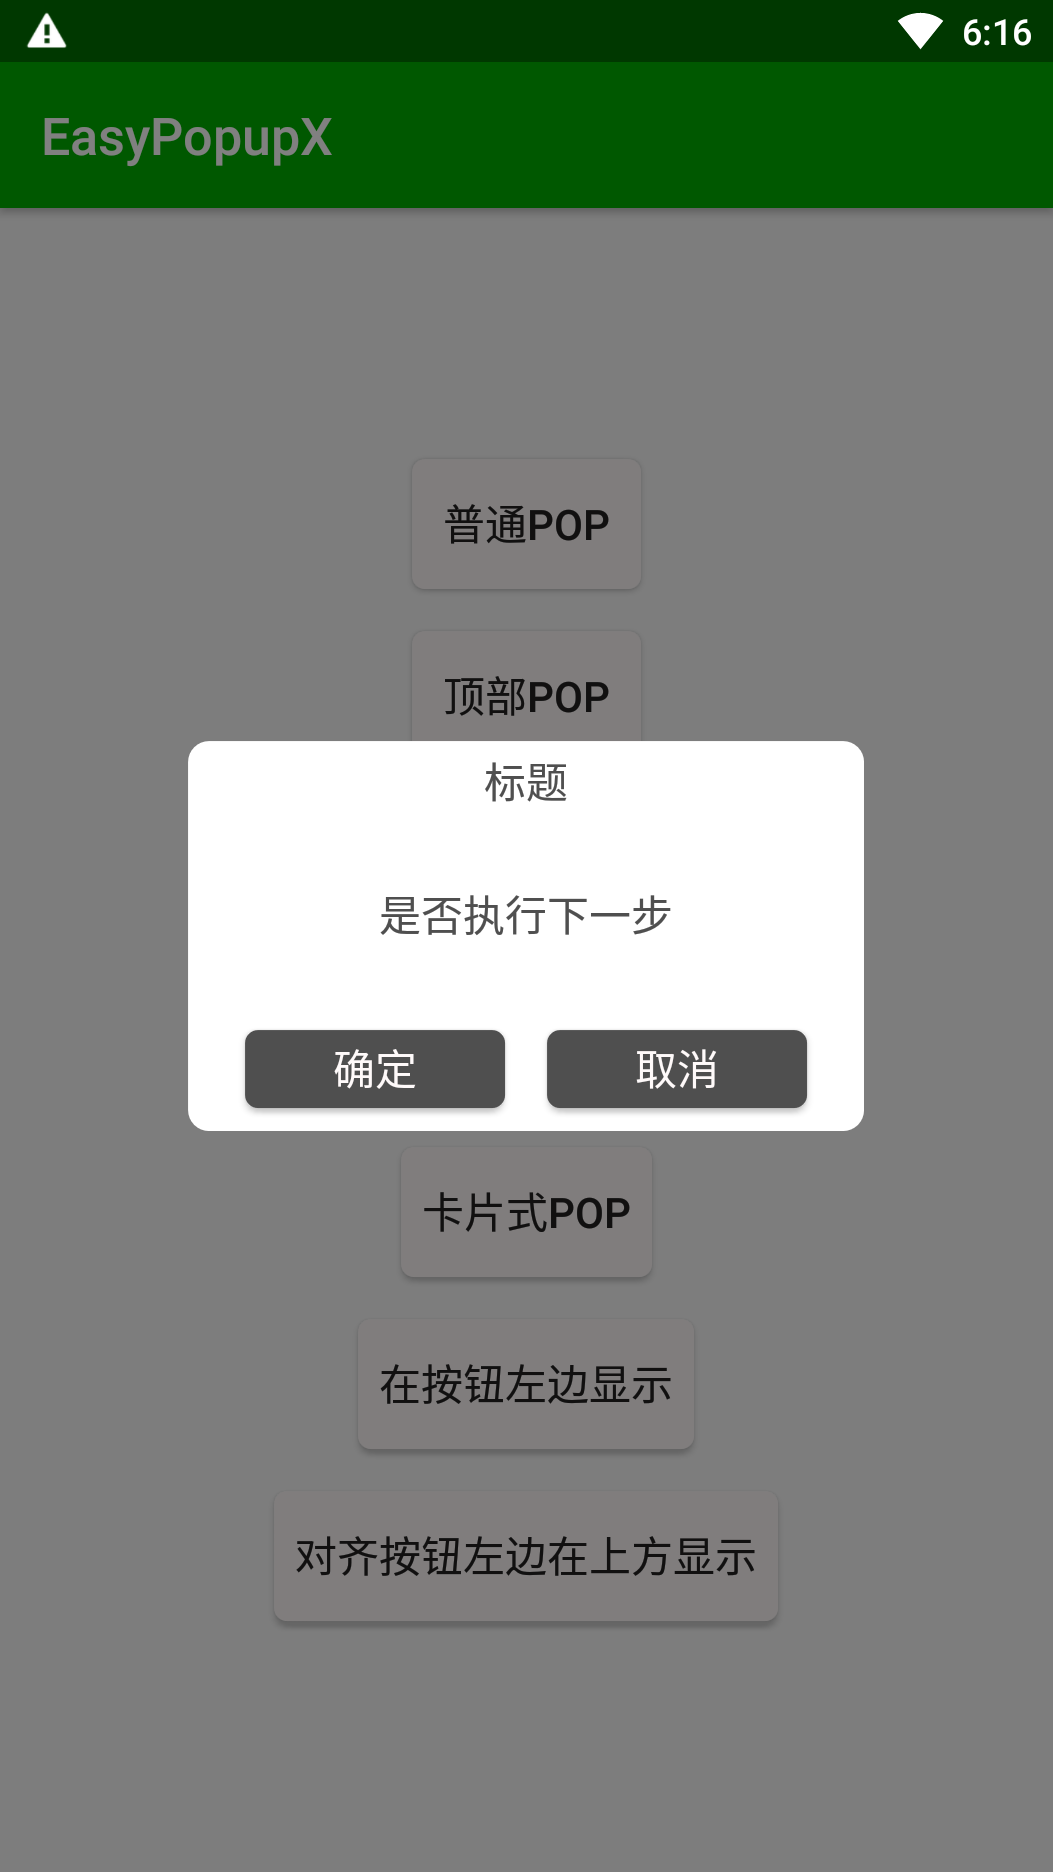 6:16
EasyPopupX
普通POP
顶部POP
标题
是否执行下一步
确定
取消
卡片式POP
在按钮左边显示
对齐按钮左边在上方显示